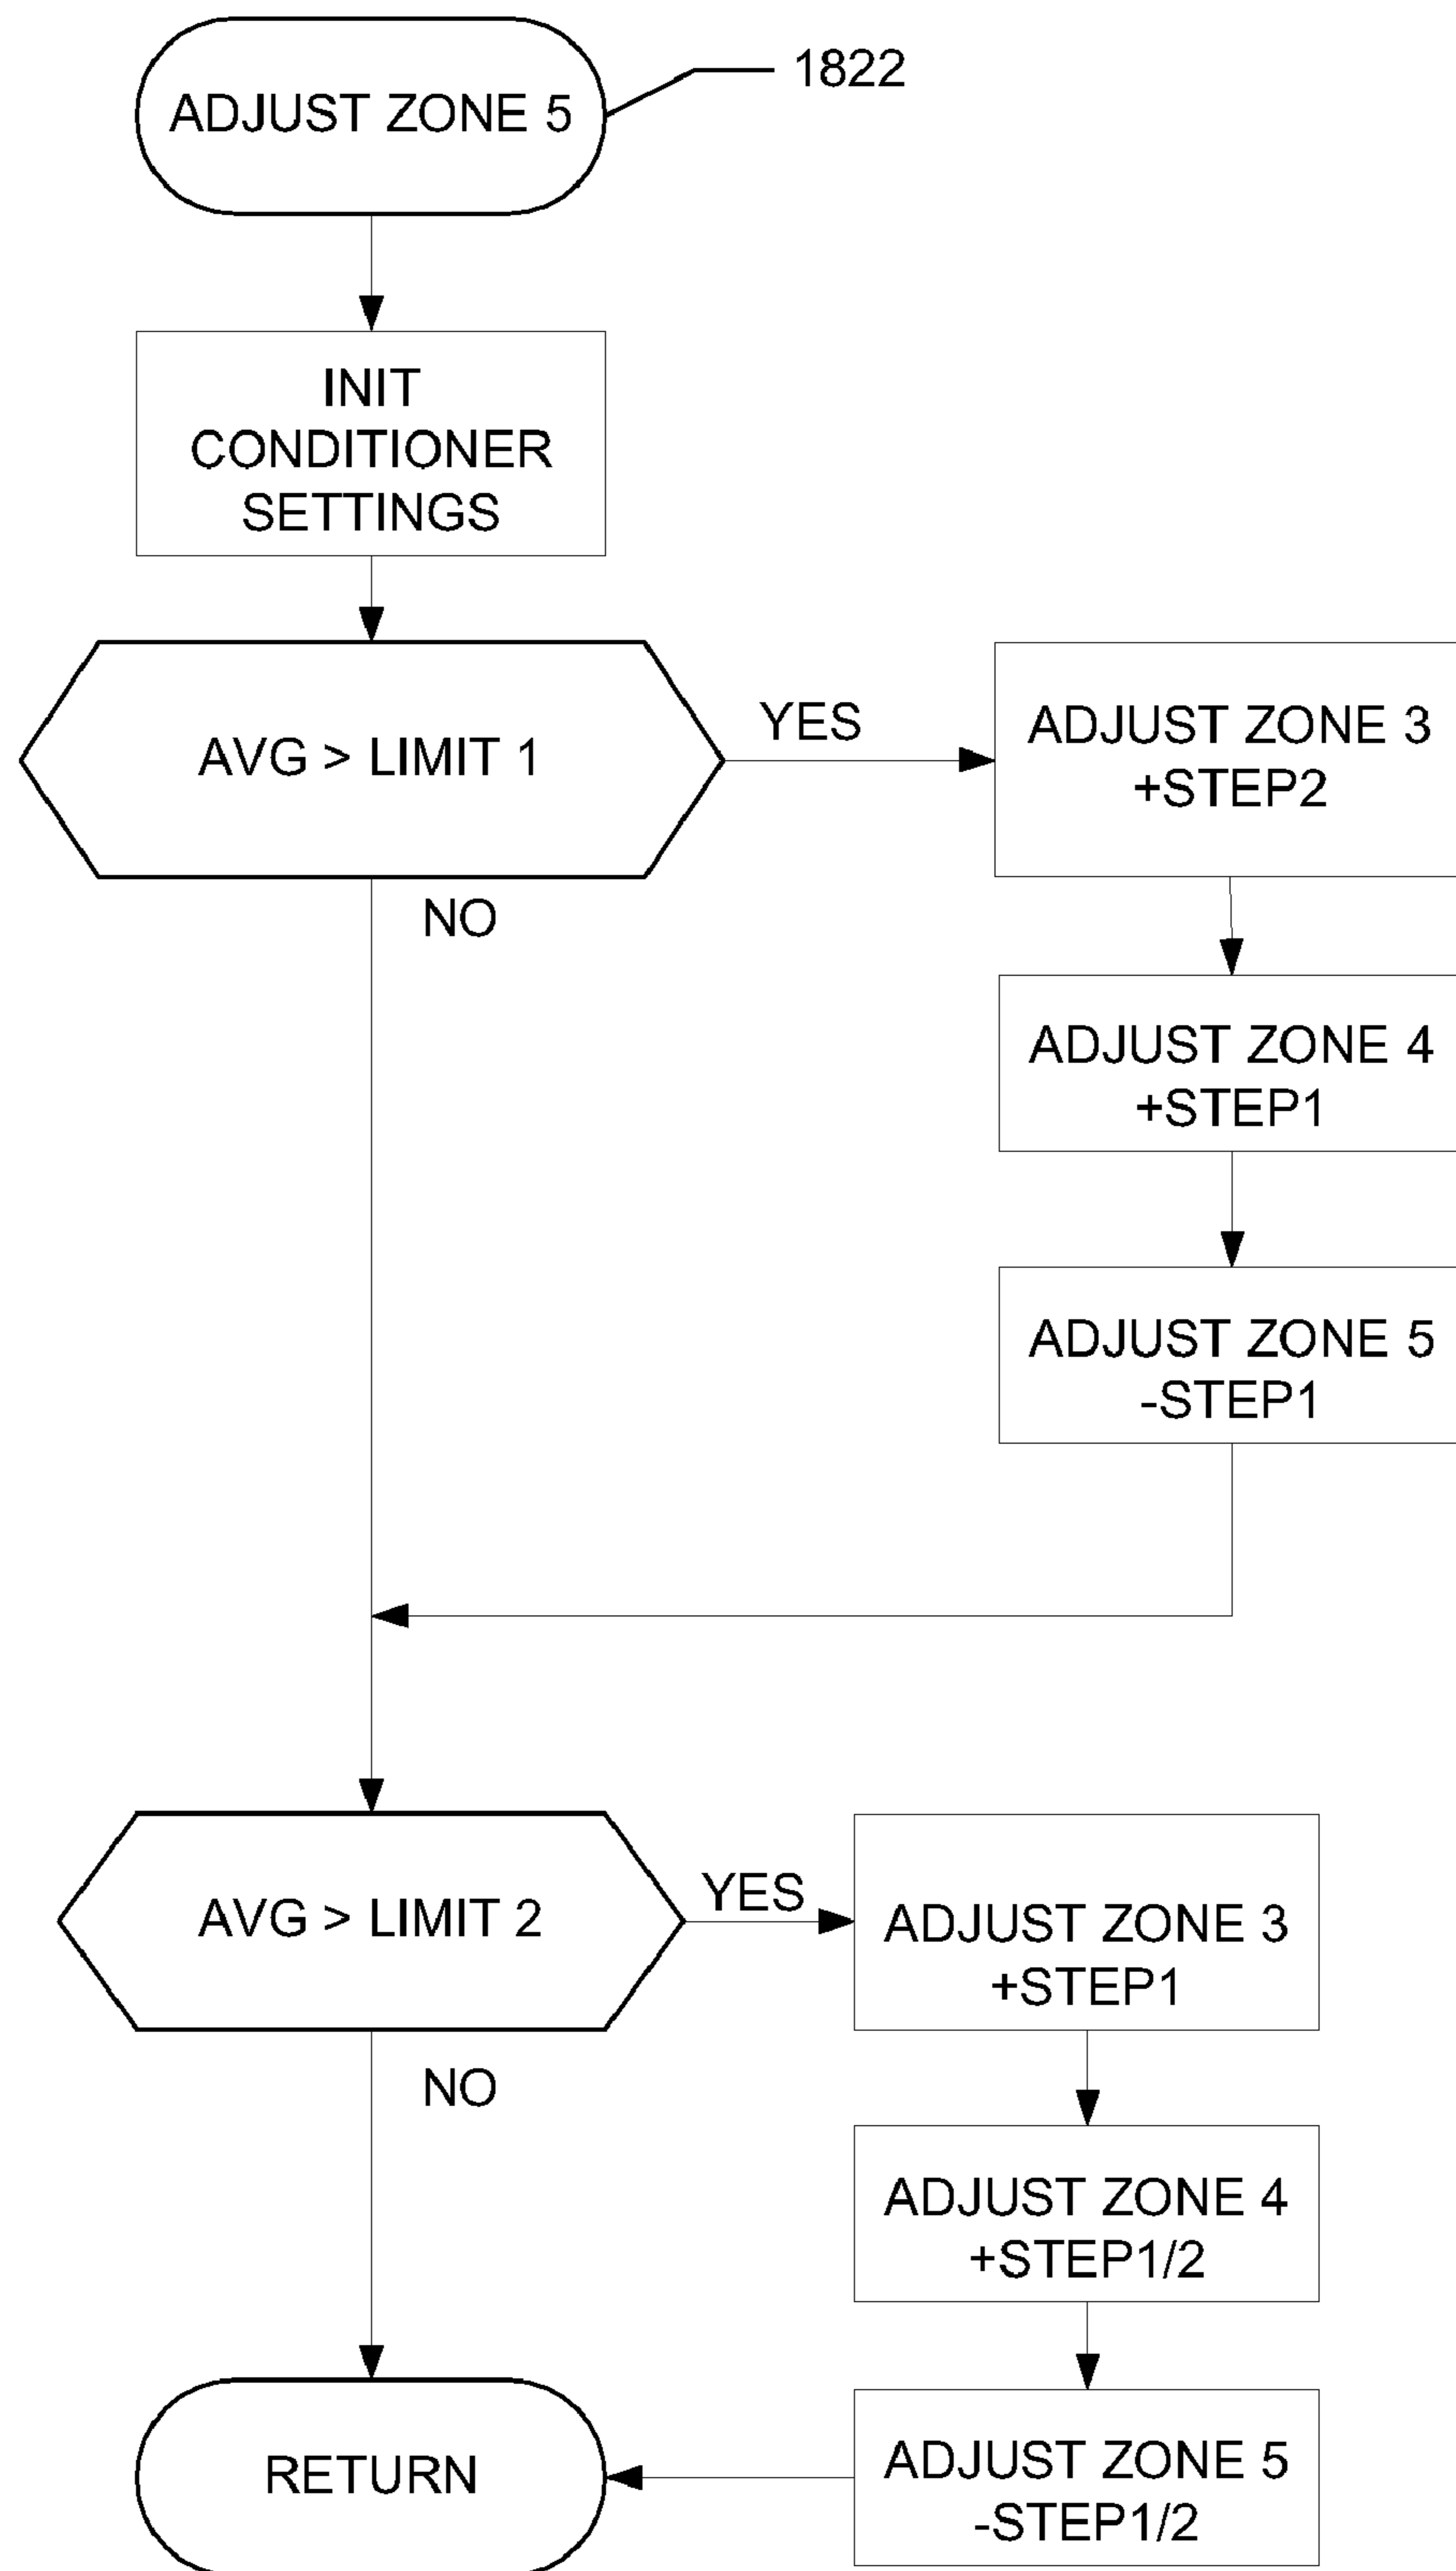 ADJUST ZONE 5
1822
INIT
CONDITIONER
SETTINGS
AVG > LIMIT 1
YES
ADJUST ZONE 3
+STEP2
NO
ADJUST ZONE 4
+STEP1
ADJUST ZONE 5
-STEP1
AVG > LIMIT 2
YES
ADJUST ZONE 3
+STEP1
NO
ADJUST ZONE 4
+STEP1/2
RETURN
ADJUST ZONE 5
-STEP1/2